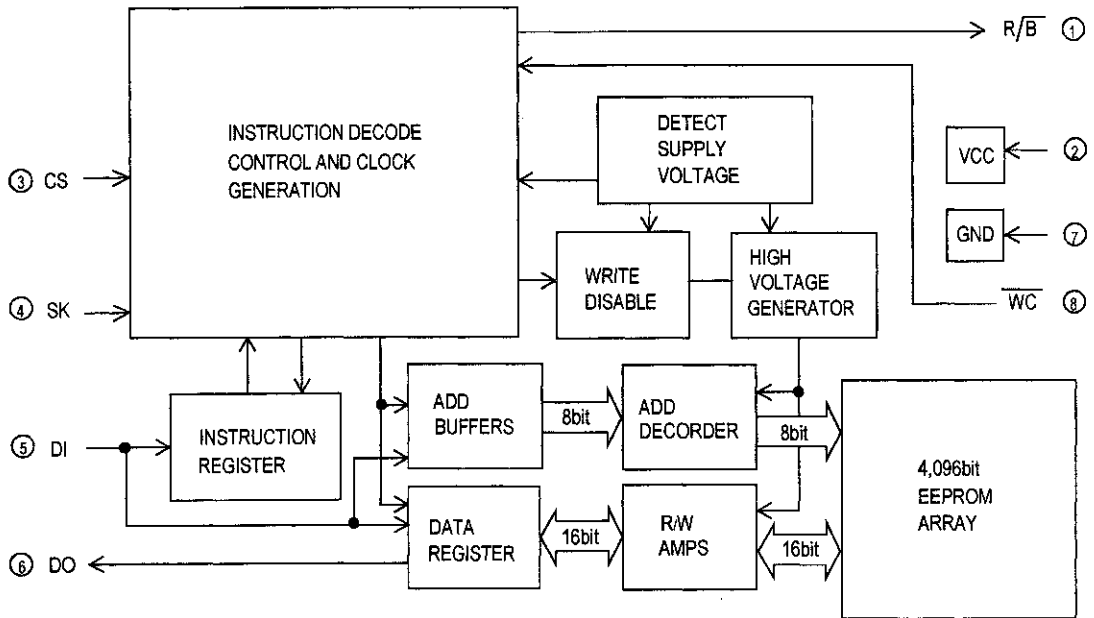 R/B̅ ①
INSTRUCTION DECODE
CONTROL AND CLOCK
GENERATION
DETECT
SUPPLY
VOLTAGE
VCC ②
③ CS
GND ⑦
WRITE
DISABLE
HIGH
VOLTAGE
GENERATOR
④ SK
W̅C̅ ⑧
⑤ DI
INSTRUCTION
REGISTER
ADD
BUFFERS
8bit
ADD
DECORDER
8bit
4,096bit
EEPROM
ARRAY
DATA
REGISTER
16bit
R/W
AMPS
16bit
⑥ DO